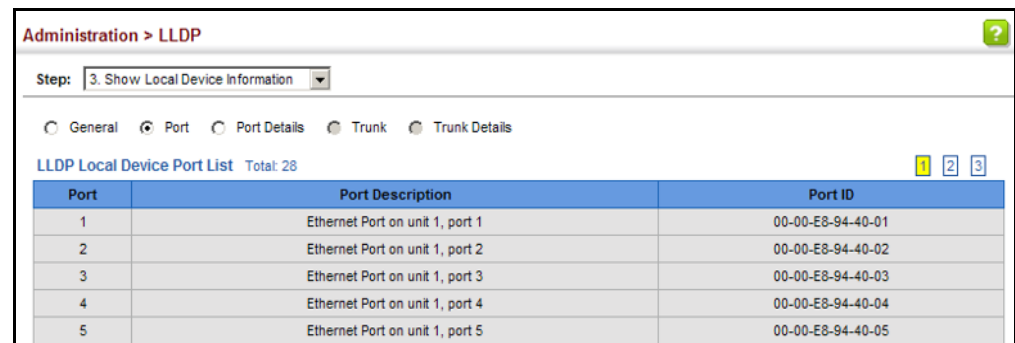 Administration > LLDP
?
Step: 3. Show Local Device Information
General Port Port Details Trunk Trunk Details
LLDP Local Device Port List Total: 28 1 2 3
Port Port Description Port ID
1 Ethernet Port on unit 1, port 1 00-00-E8-94-40-01
2 Ethernet Port on unit 1, port 2 00-00-E8-94-40-02
3 Ethernet Port on unit 1, port 3 00-00-E8-94-40-03
4 Ethernet Port on unit 1, port 4 00-00-E8-94-40-04
5 Ethernet Port on unit 1, port 5 00-00-E8-94-40-05